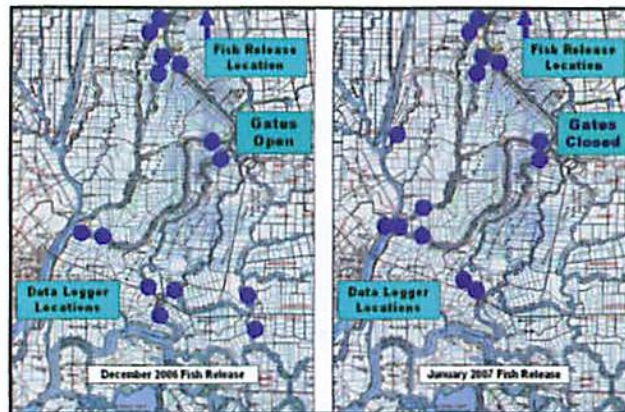 Fish Release
Location
Gates
Open
Data Logger
Locations
December 2006 Fish Release
Fish Release
Location
Gates
Closed
Data Logger
Locations
January 2007 Fish Release